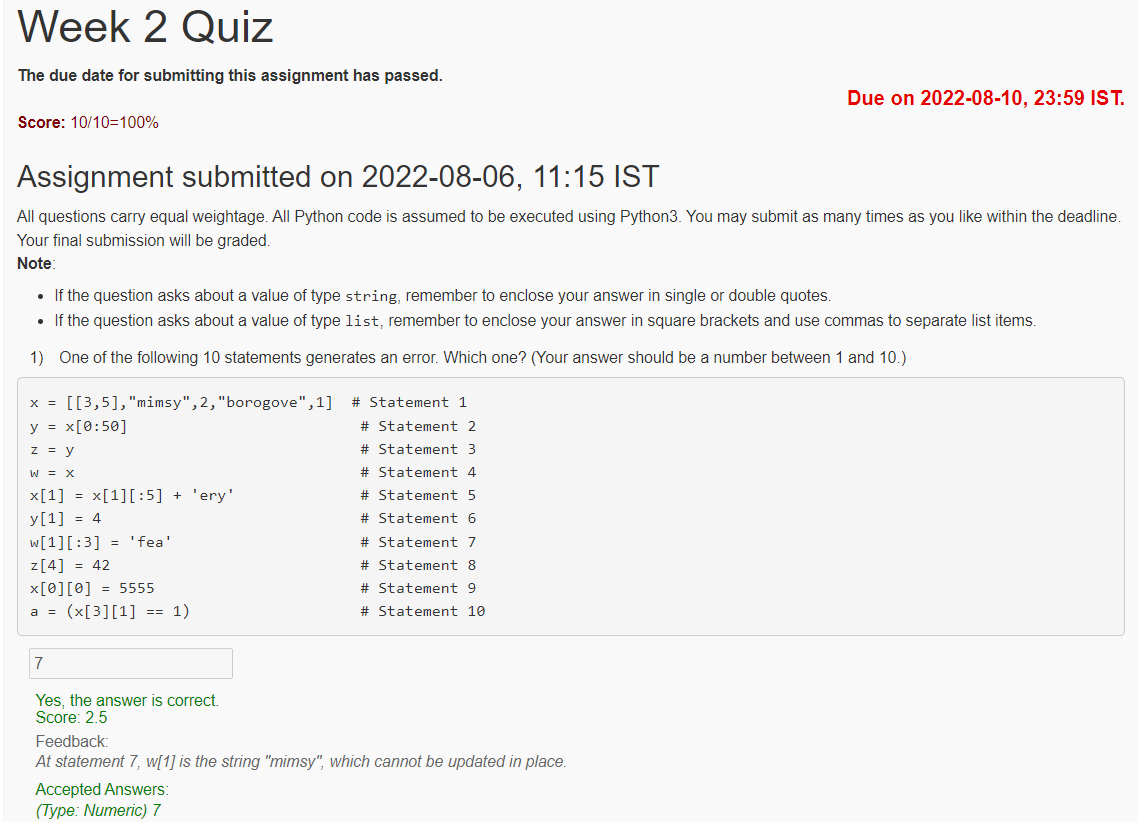 Week 2 Quiz
The due date for submitting this assignment has passed.
Due on 2022-08-10, 23:59 IST.
Score: 10/10=100%
Assignment submitted on 2022-08-06, 11:15 IST
All questions carry equal weightage. All Python code is assumed to be executed using Python3. You may submit as many times as you like within the deadline.
Your final submission will be graded.
Note:
• If the question asks about a value of type string, remember to enclose your answer in single or double quotes.
• If the question asks about a value of type list, remember to enclose your answer in square brackets and use commas to separate list items.
1) One of the following 10 statements generates an error. Which one? (Your answer should be a number between 1 and 10.)
x = [[3,5],"mimsy",2,"borogove",1]  # Statement 1
y = x[0:50]                          # Statement 2
z = y                                # Statement 3
w = x                                # Statement 4
x[1] = x[1][:5] + 'ery'              # Statement 5
y[1] = 4                             # Statement 6
w[1][:3] = 'fea'                     # Statement 7
z[4] = 42                            # Statement 8
x[0][0] = 5555                       # Statement 9
a = (x[3][1] == 1)                   # Statement 10
7
Yes, the answer is correct.
Score: 2.5
Feedback:
At statement 7, w[1] is the string "mimsy", which cannot be updated in place.
Accepted Answers:
(Type: Numeric) 7